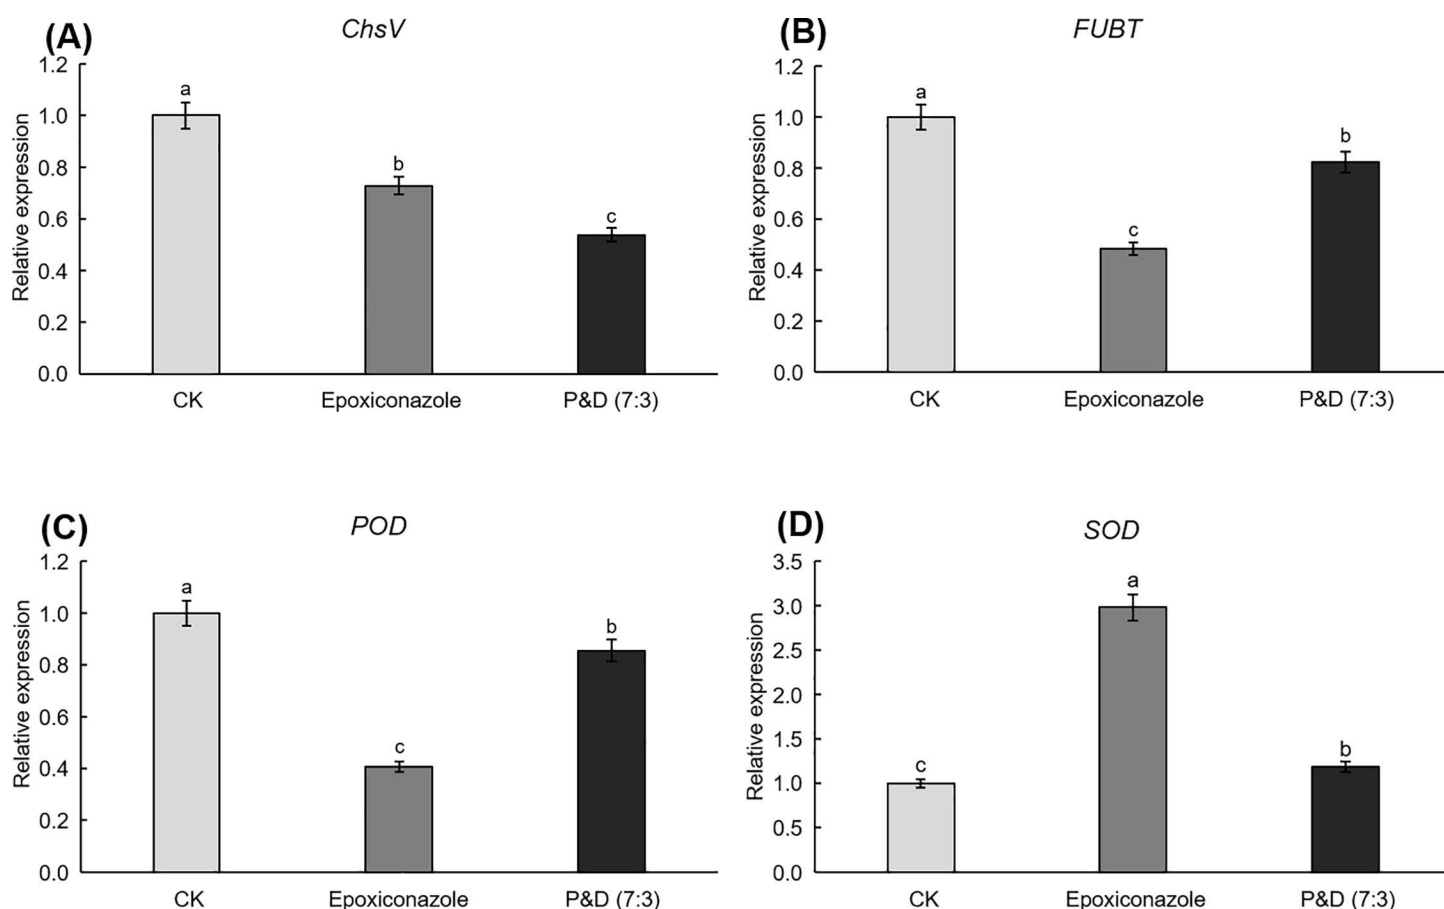 (A) ChsV
1.2
1.0
0.8
0.6
0.4
0.2
0.0
Relative expression
a
b
c
CK Epoxiconazole P&D (7:3)
(B) FUBT
1.2
1.0
0.8
0.6
0.4
0.2
0.0
Relative expression
a
c
b
CK Epoxiconazole P&D (7:3)
(C) POD
1.2
1.0
0.8
0.6
0.4
0.2
0.0
Relative expression
a
c
b
CK Epoxiconazole P&D (7:3)
(D) SOD
3.5
3.0
2.5
2.0
1.5
1.0
0.5
0.0
Relative expression
c
a
b
CK Epoxiconazole P&D (7:3)